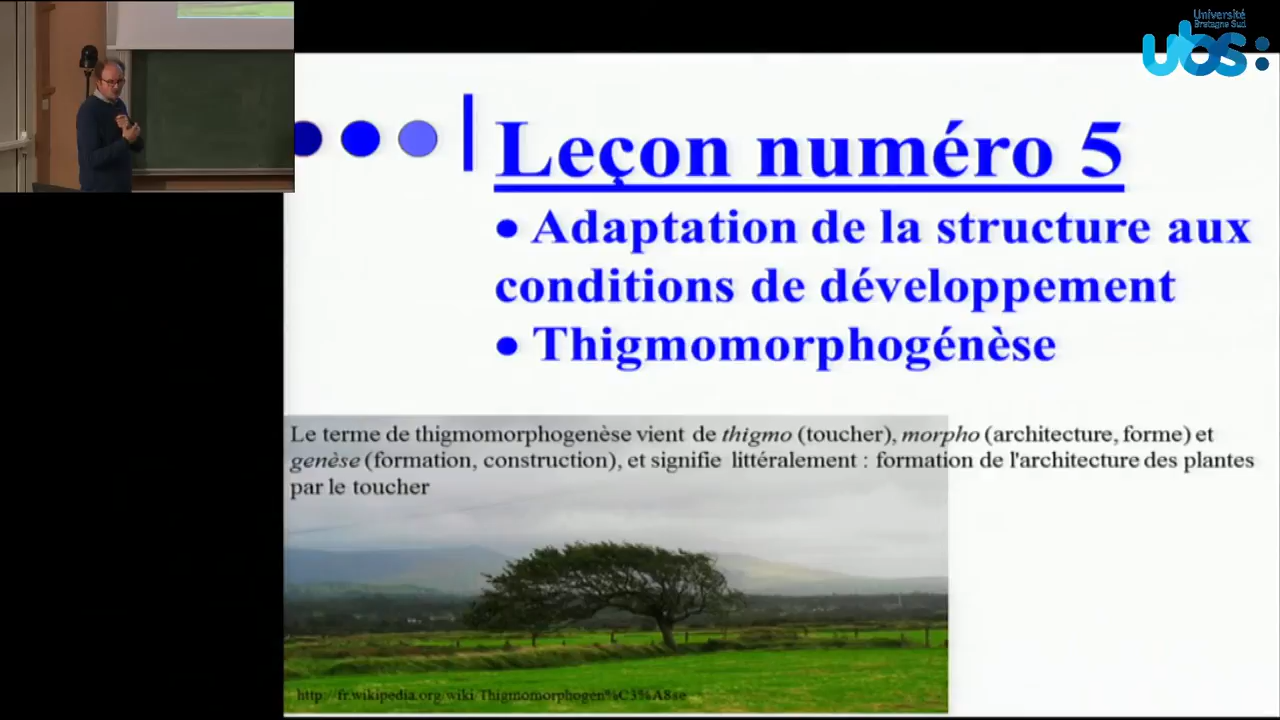 Université
Bretagne Sud
ubs:
Leçon numéro 5
• Adaptation de la structure aux
conditions de développement
• Thigmomorphogénèse
Le terme de thigmomorphogenèse vient de thigmo (toucher), morpho (architecture, forme) et
genèse (formation, construction), et signifie littéralement : formation de l'architecture des plantes
par le toucher
http://fr.wikipedia.org/wiki/Thigmomorphogen%C3%A8se